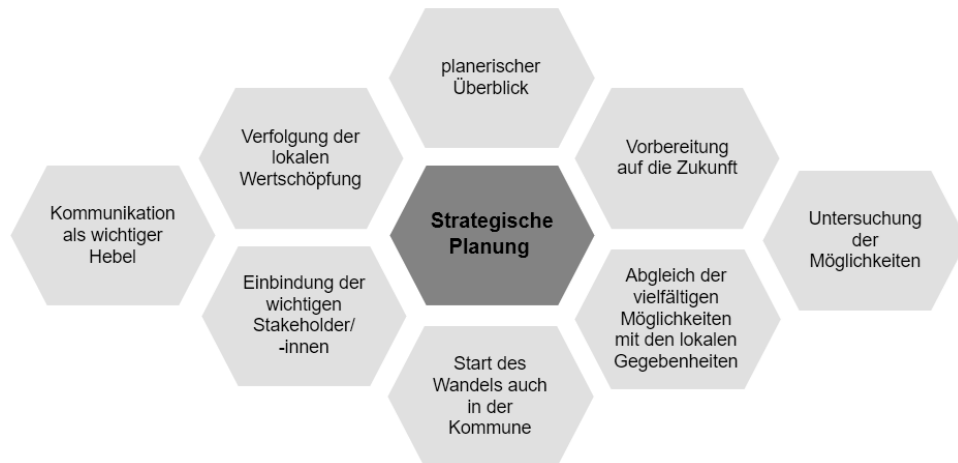 planerischer
Überblick
Verfolgung der
lokalen
Wertschöpfung
Vorbereitung
auf die Zukunft
Kommunikation
als wichtiger
Hebel
Strategische
Planung
Untersuchung
der
Möglichkeiten
Einbindung der
wichtigen
Stakeholder/
-innen
Abgleich der
vielfältigen
Möglichkeiten
mit den lokalen
Gegebenheiten
Start des
Wandels auch
in der
Kommune